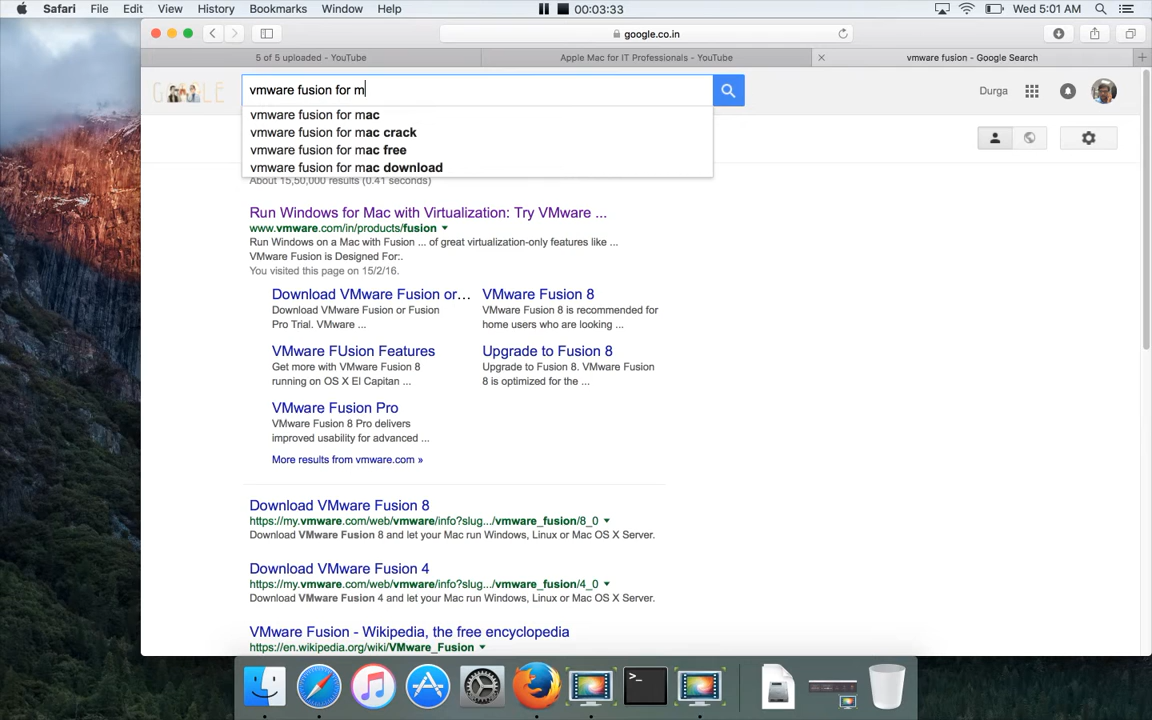 Safari File Edit View History Bookmarks Window Help 00:03:33 Wed 5:01 AM
google.co.in
5 of 5 uploaded - YouTube Apple Mac for IT Professionals - YouTube vmware fusion - Google Search
GOOGLE vmware fusion for m Durga
vmware fusion for mac
vmware fusion for mac crack
vmware fusion for mac free
vmware fusion for mac download
About 15,50,000 results (0.41 seconds)
Run Windows for Mac with Virtualization: Try VMware ...
www.vmware.com/in/products/fusion
Run Windows on a Mac with Fusion ... of great virtualization-only features like ...
VMware Fusion is Designed For:.
You visited this page on 15/2/16.
Download VMware Fusion or... VMware Fusion 8
Download VMware Fusion or Fusion VMware Fusion 8 is recommended for
Pro Trial. VMware ... home users who are looking ...
VMware FUsion Features Upgrade to Fusion 8
Get more with VMware Fusion 8 Upgrade to Fusion 8. VMware Fusion
running on OS X El Capitan ... 8 is optimized for the ...
VMware Fusion Pro
VMware Fusion 8 Pro delivers
improved usability for advanced ...
More results from vmware.com »
Download VMware Fusion 8
https://my.vmware.com/web/vmware/info?slug.../vmware_fusion/8_0
Download VMware Fusion 8 and let your Mac run Windows, Linux or Mac OS X Server.
Download VMware Fusion 4
https://my.vmware.com/web/vmware/info?slug.../vmware_fusion/4_0
Download VMware Fusion 4 and let your Mac run Windows, Linux or Mac OS X Server.
VMware Fusion - Wikipedia, the free encyclopedia
https://en.wikipedia.org/wiki/VMware_Fusion